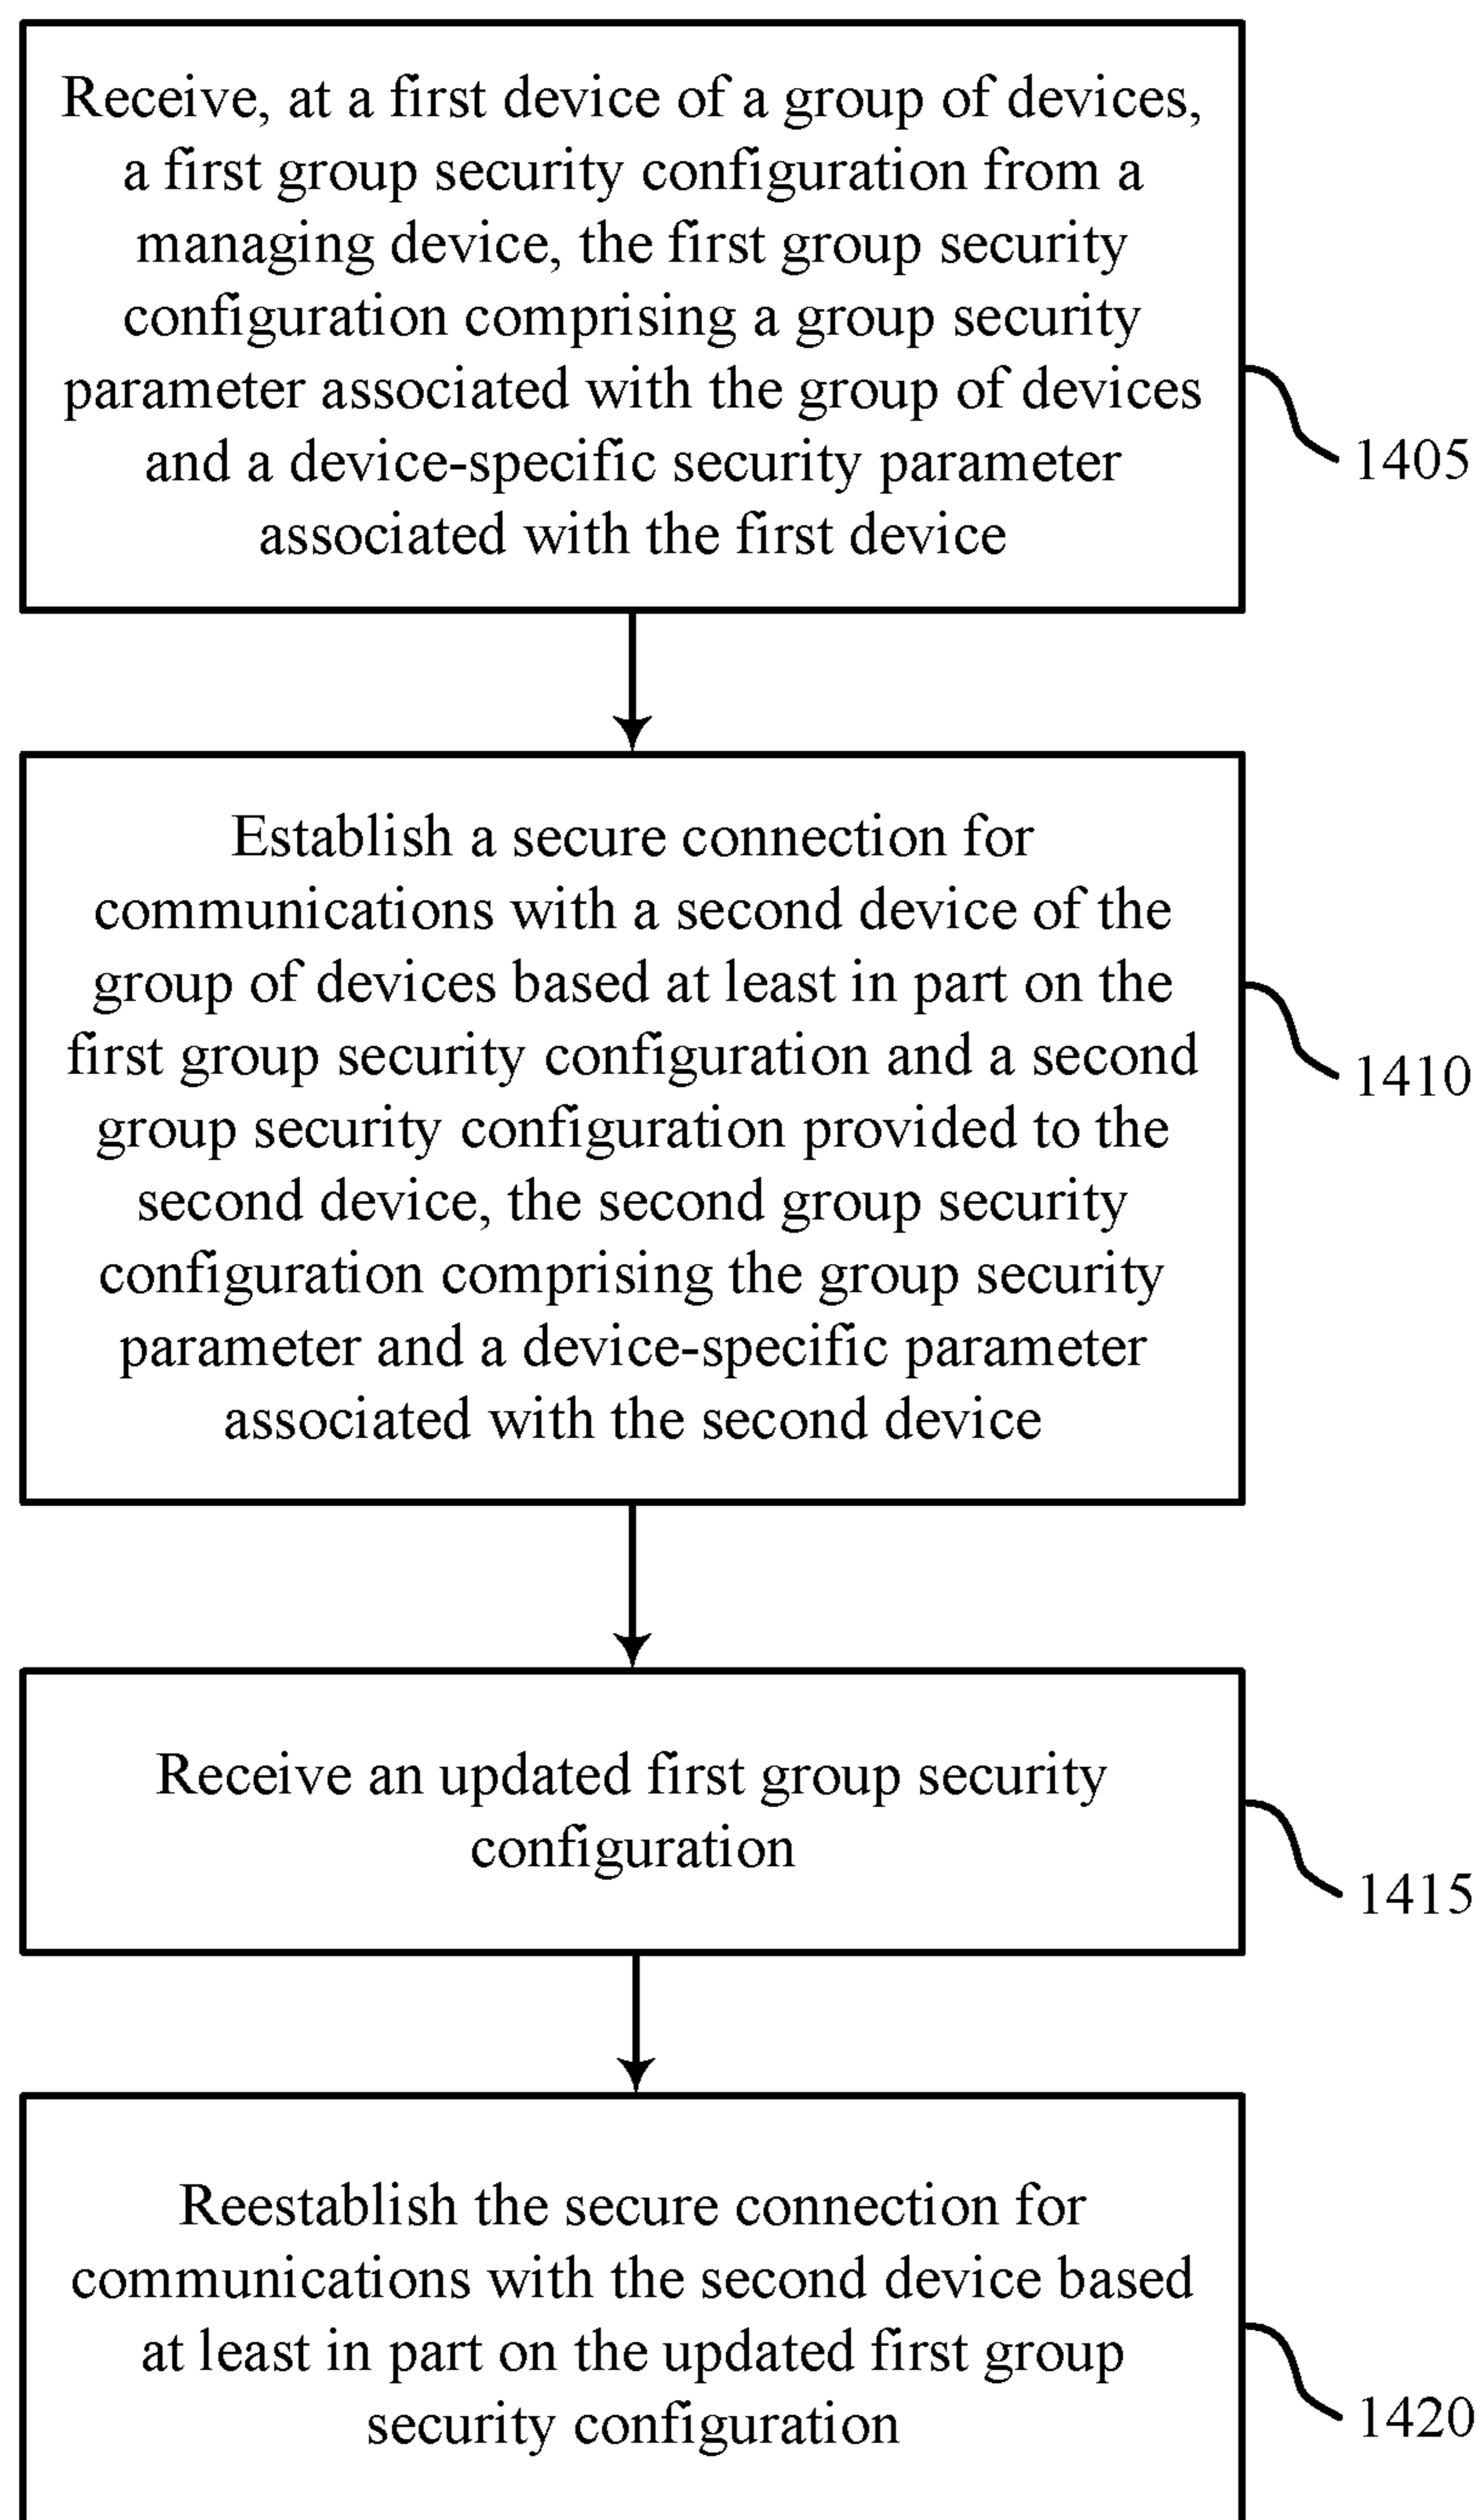 Receive, at a first device of a group of devices,
a first group security configuration from a
managing device, the first group security
configuration comprising a group security
parameter associated with the group of devices
and a device-specific security parameter
associated with the first device
1405
Establish a secure connection for
communications with a second device of the
group of devices based at least in part on the
first group security configuration and a second
group security configuration provided to the
second device, the second group security
configuration comprising the group security
parameter and a device-specific parameter
associated with the second device
1410
Receive an updated first group security
configuration
1415
Reestablish the secure connection for
communications with the second device based
at least in part on the updated first group
security configuration
1420